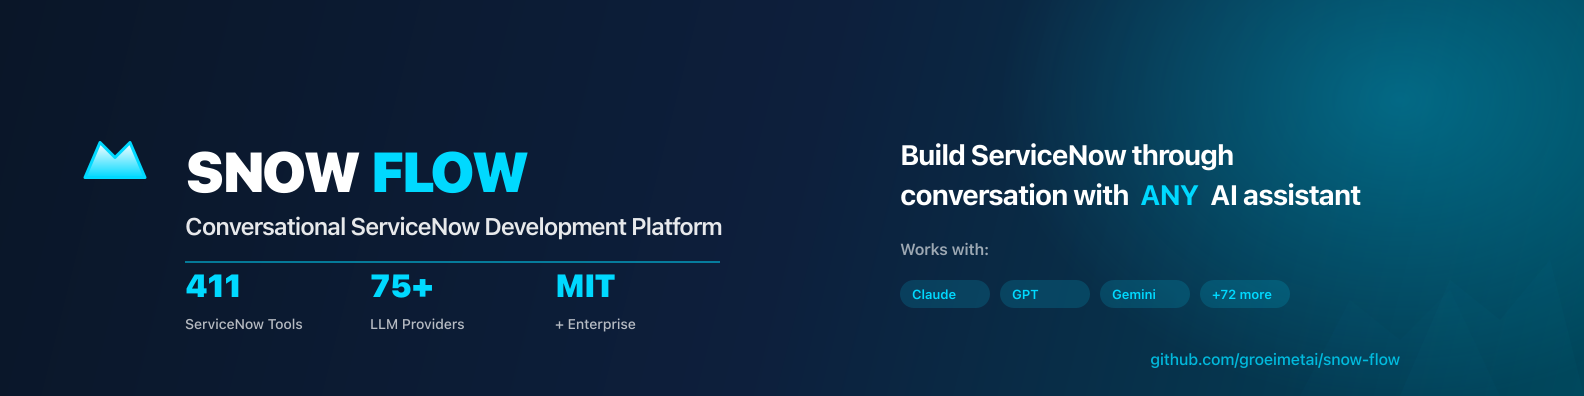 SNOW FLOW
Conversational ServiceNow Development Platform
411
ServiceNow Tools
75+
LLM Providers
MIT
+ Enterprise
Build ServiceNow through
conversation with ANY AI assistant
Works with:
Claude
GPT
Gemini
+72 more
github.com/groeimetai/snow-flow